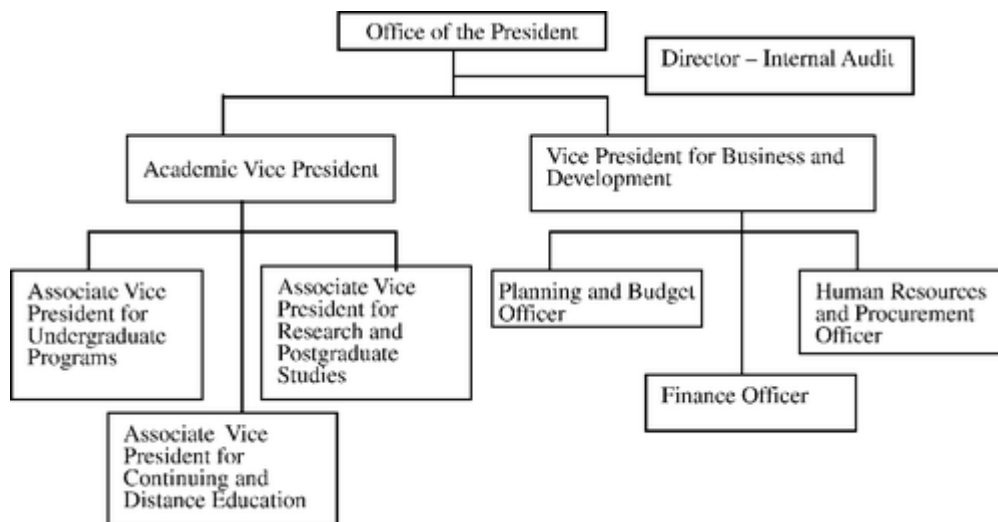 Office of the President
Director – Internal Audit
Academic Vice President
Vice President for Business and
Development
Associate Vice
President for
Undergraduate
Programs
Associate Vice
President for
Research and
Postgraduate
Studies
Planning and Budget
Officer
Human Resources
and Procurement
Officer
Finance Officer
Associate Vice
President for
Continuing and
Distance Education